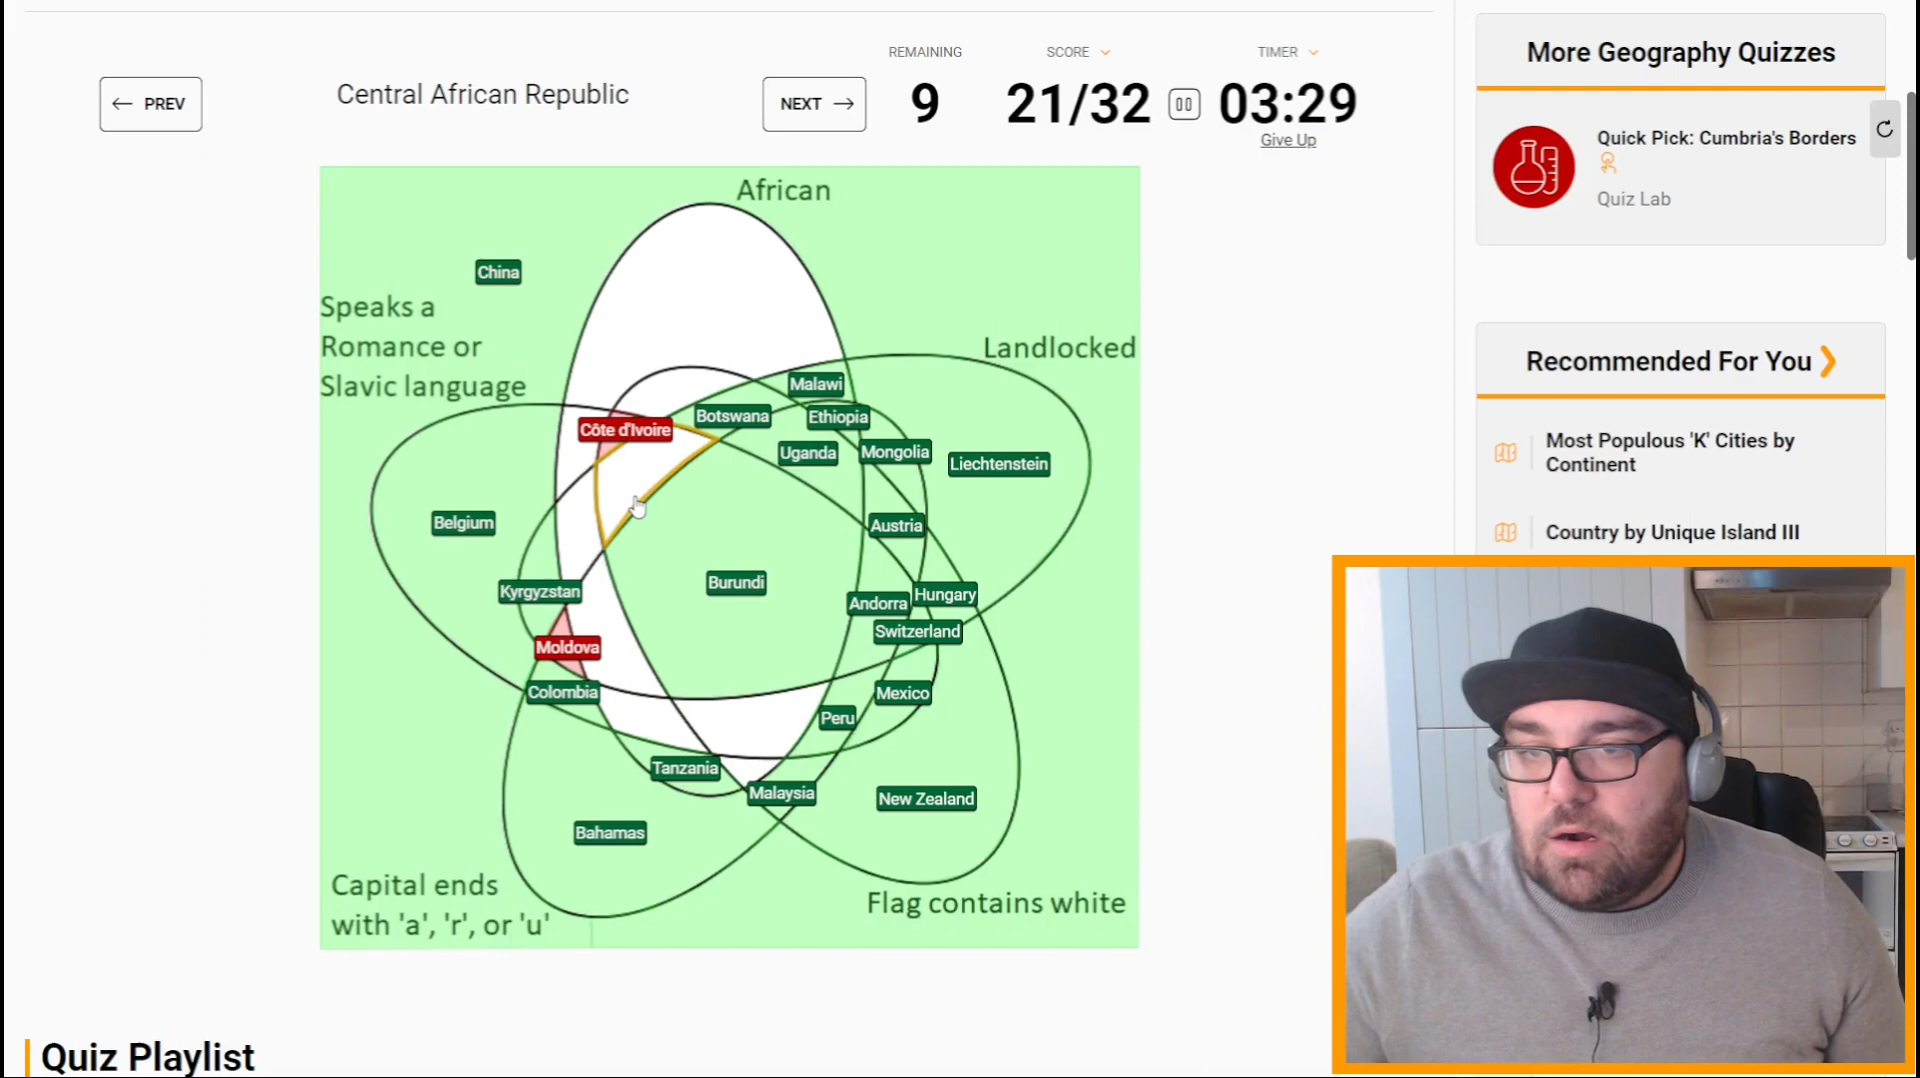 REMAINING
SCORE
TIMER
← PREV
Central African Republic
NEXT →
9
21/32
03:29
Give Up
African
China
Speaks a
Romance or
Slavic language
Landlocked
Malawi
Côte d'Ivoire
Botswana
Ethiopia
Uganda
Mongolia
Liechtenstein
Belgium
Austria
Burundi
Kyrgyzstan
Andorra
Hungary
Switzerland
Moldova
Colombia
Mexico
Peru
Tanzania
Malaysia
New Zealand
Bahamas
Capital ends
with 'a', 'r', or 'u'
Flag contains white
Quiz Playlist
More Geography Quizzes
Quick Pick: Cumbria's Borders
Quiz Lab
Recommended For You
Most Populous 'K' Cities by
Continent
Country by Unique Island III